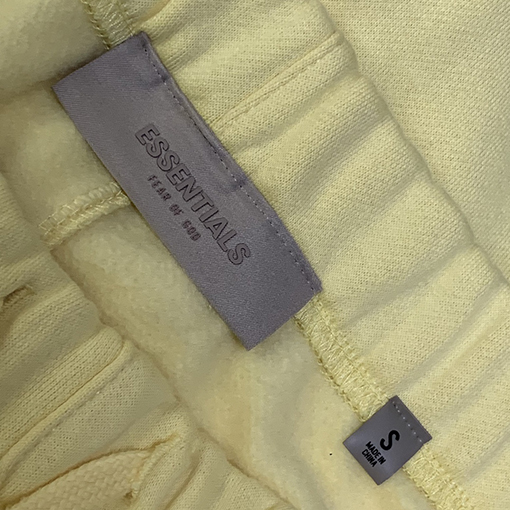 ESSENTIALS
FEAR OF GOD
S
MADE IN
CHINA